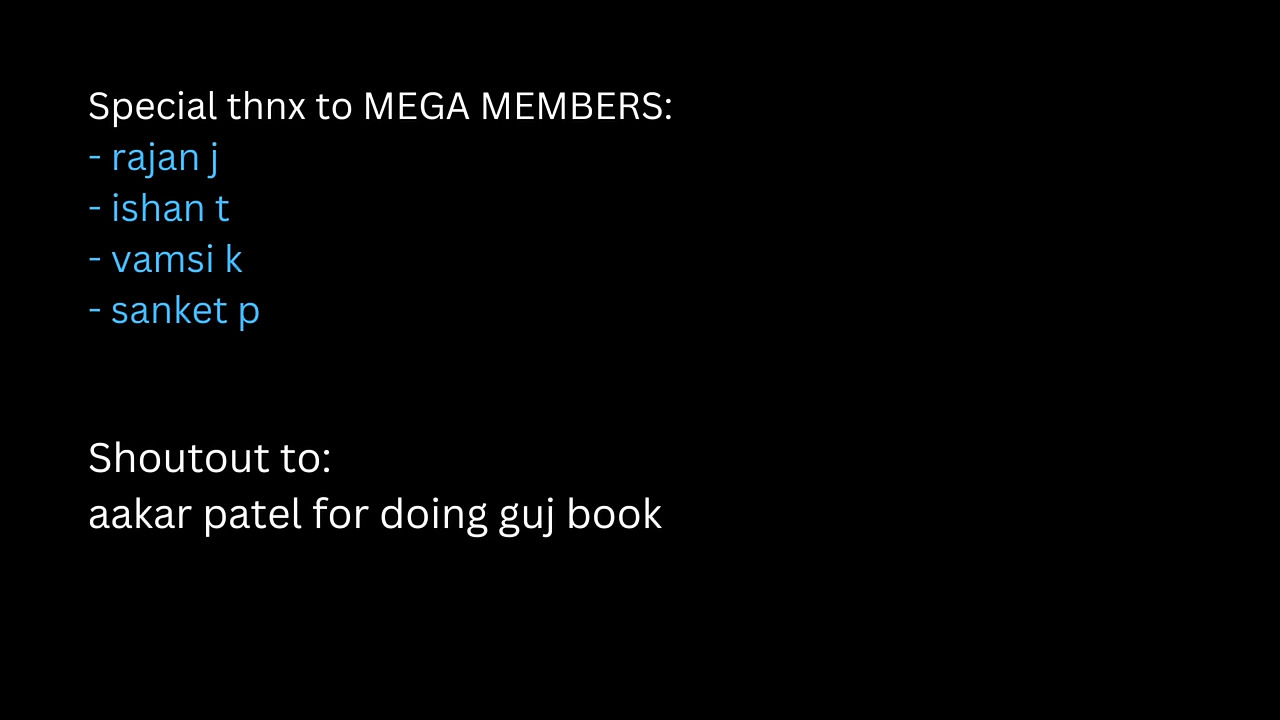 Special thnx to MEGA MEMBERS:
- rajan j
- ishan t
- vamsi k
- sanket p
Shoutout to:
aakar patel for doing guj book